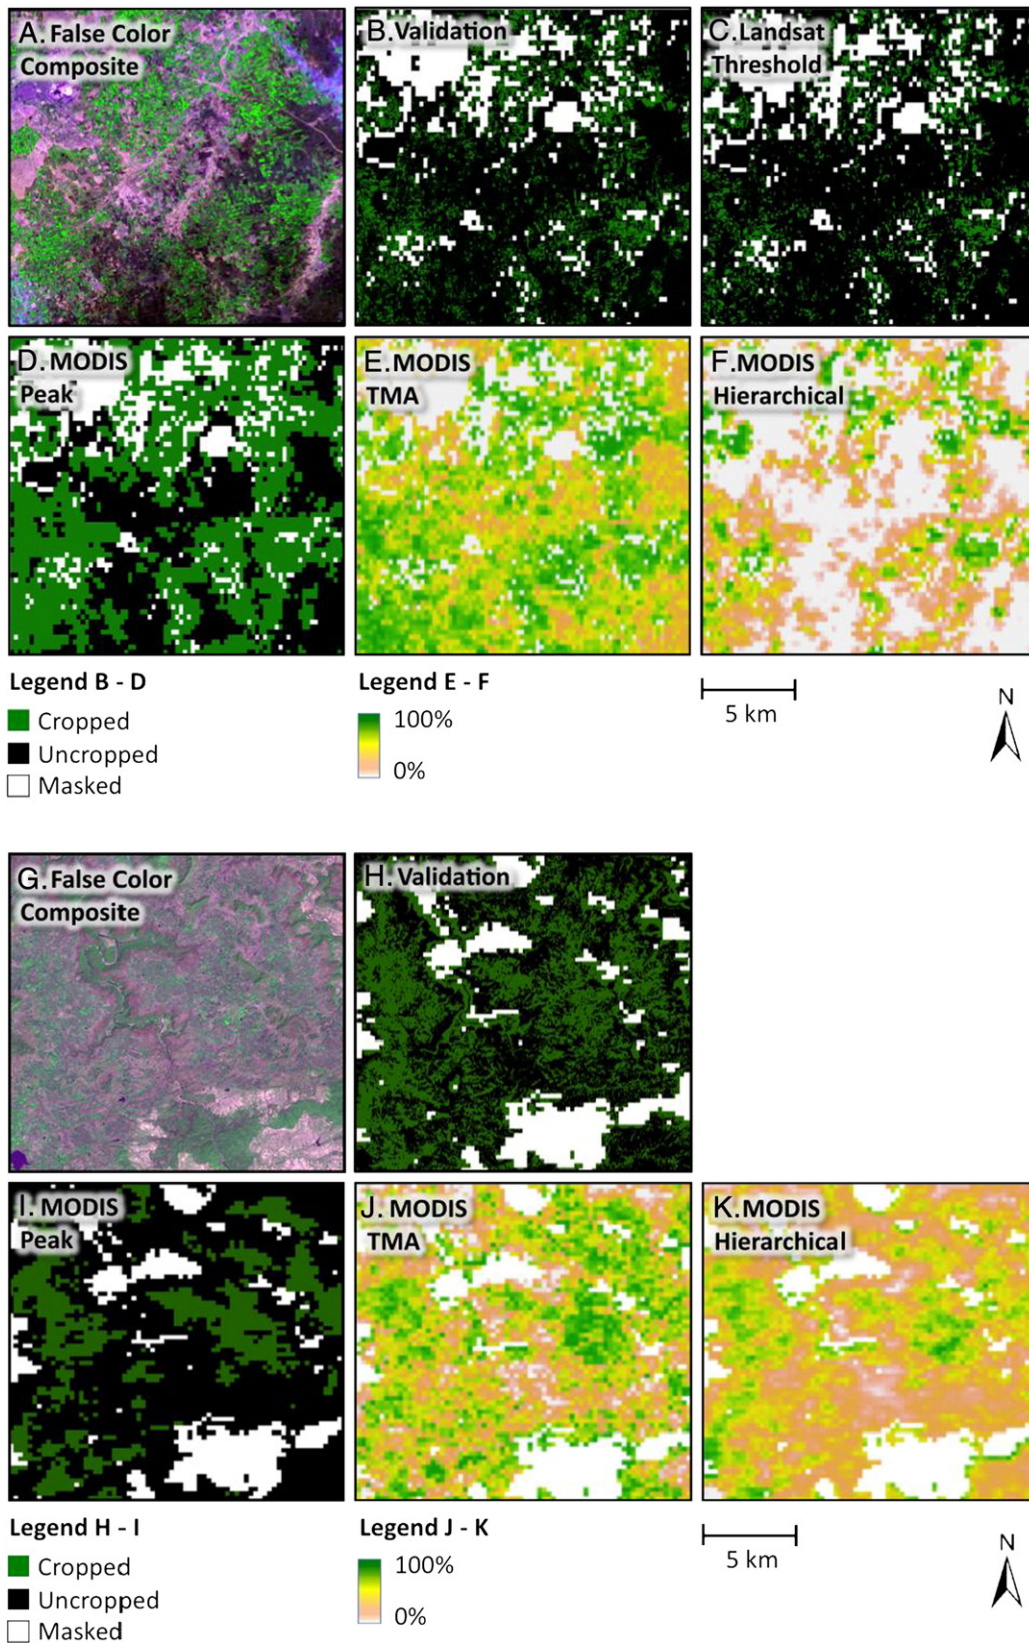 A. False Color
Composite
B. Validation
C. Landsat
Threshold
D. MODIS
Peak
E. MODIS
TMA
F. MODIS
Hierarchical
Legend B - D
Cropped
Uncropped
Masked
Legend E - F
100%
0%
5 km
N
G. False Color
Composite
H. Validation
I. MODIS
Peak
J. MODIS
TMA
K. MODIS
Hierarchical
Legend H - I
Cropped
Uncropped
Masked
Legend J - K
100%
0%
5 km
N